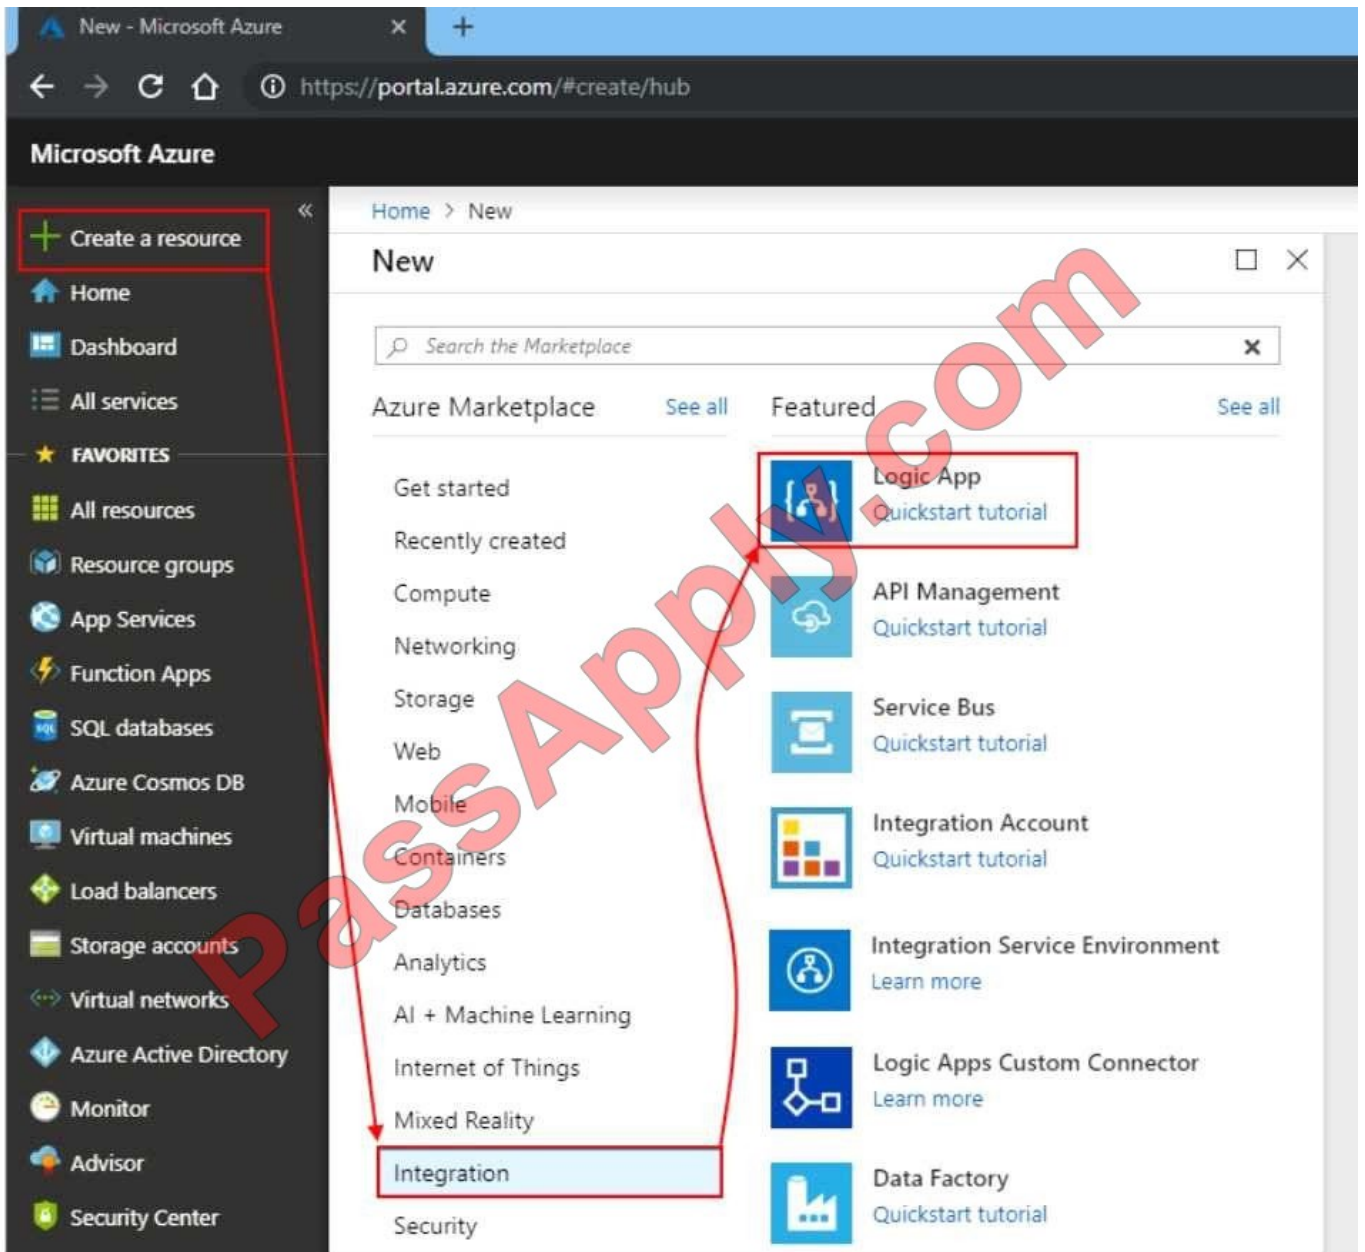 New - Microsoft Azure
https://portal.azure.com/#create/hub
Microsoft Azure
Create a resource
Home
Dashboard
All services
FAVORITES
All resources
Resource groups
App Services
Function Apps
SQL databases
Azure Cosmos DB
Virtual machines
Load balancers
Storage accounts
Virtual networks
Azure Active Directory
Monitor
Advisor
Security Center
Home > New
New
Search the Marketplace
Azure Marketplace See all
Get started
Recently created
Compute
Networking
Storage
Web
Mobile
Containers
Databases
Analytics
AI + Machine Learning
Internet of Things
Mixed Reality
Integration
Security
Featured See all
Logic App
Quickstart tutorial
API Management
Quickstart tutorial
Service Bus
Quickstart tutorial
Integration Account
Quickstart tutorial
Integration Service Environment
Learn more
Logic Apps Custom Connector
Learn more
Data Factory
Quickstart tutorial
PassApply.com